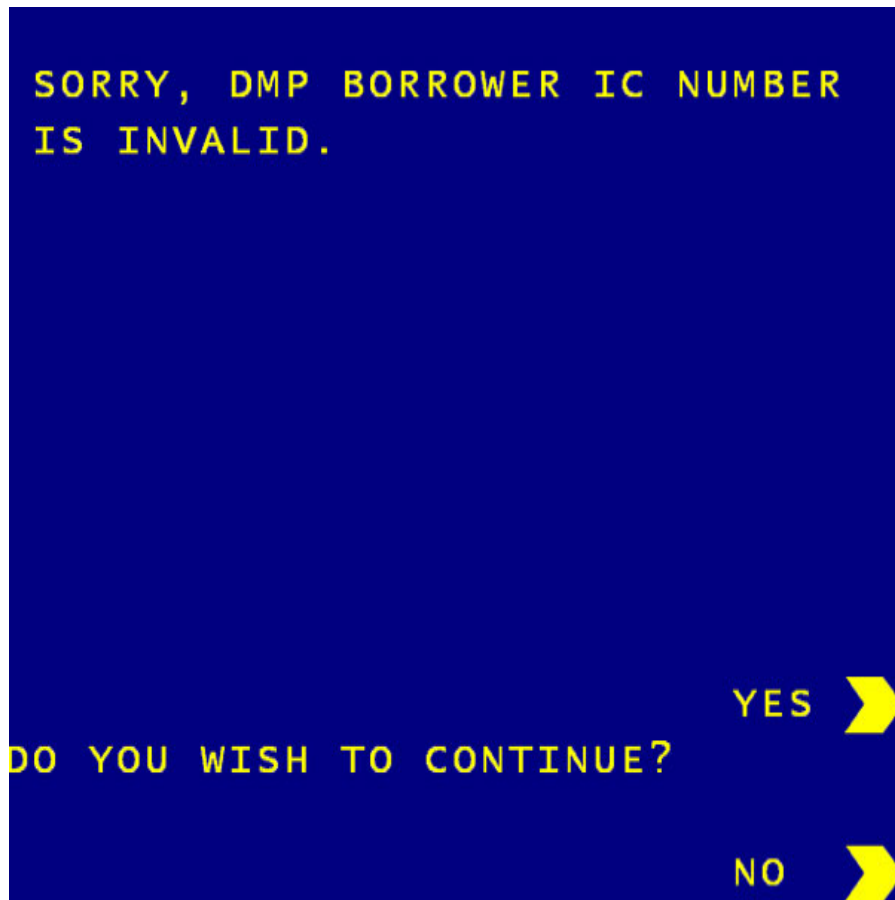 SORRY, DMP BORROWER IC NUMBER
IS INVALID.
YES
DO YOU WISH TO CONTINUE?
NO